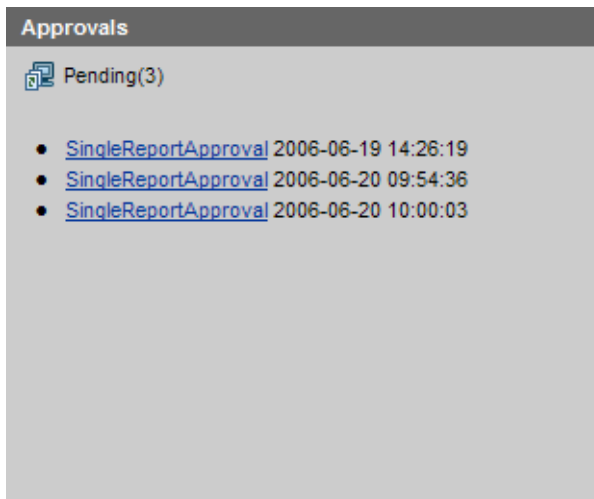 Approvals
Pending(3)
SingleReportApproval 2006-06-19 14:26:19
SingleReportApproval 2006-06-20 09:54:36
SingleReportApproval 2006-06-20 10:00:03